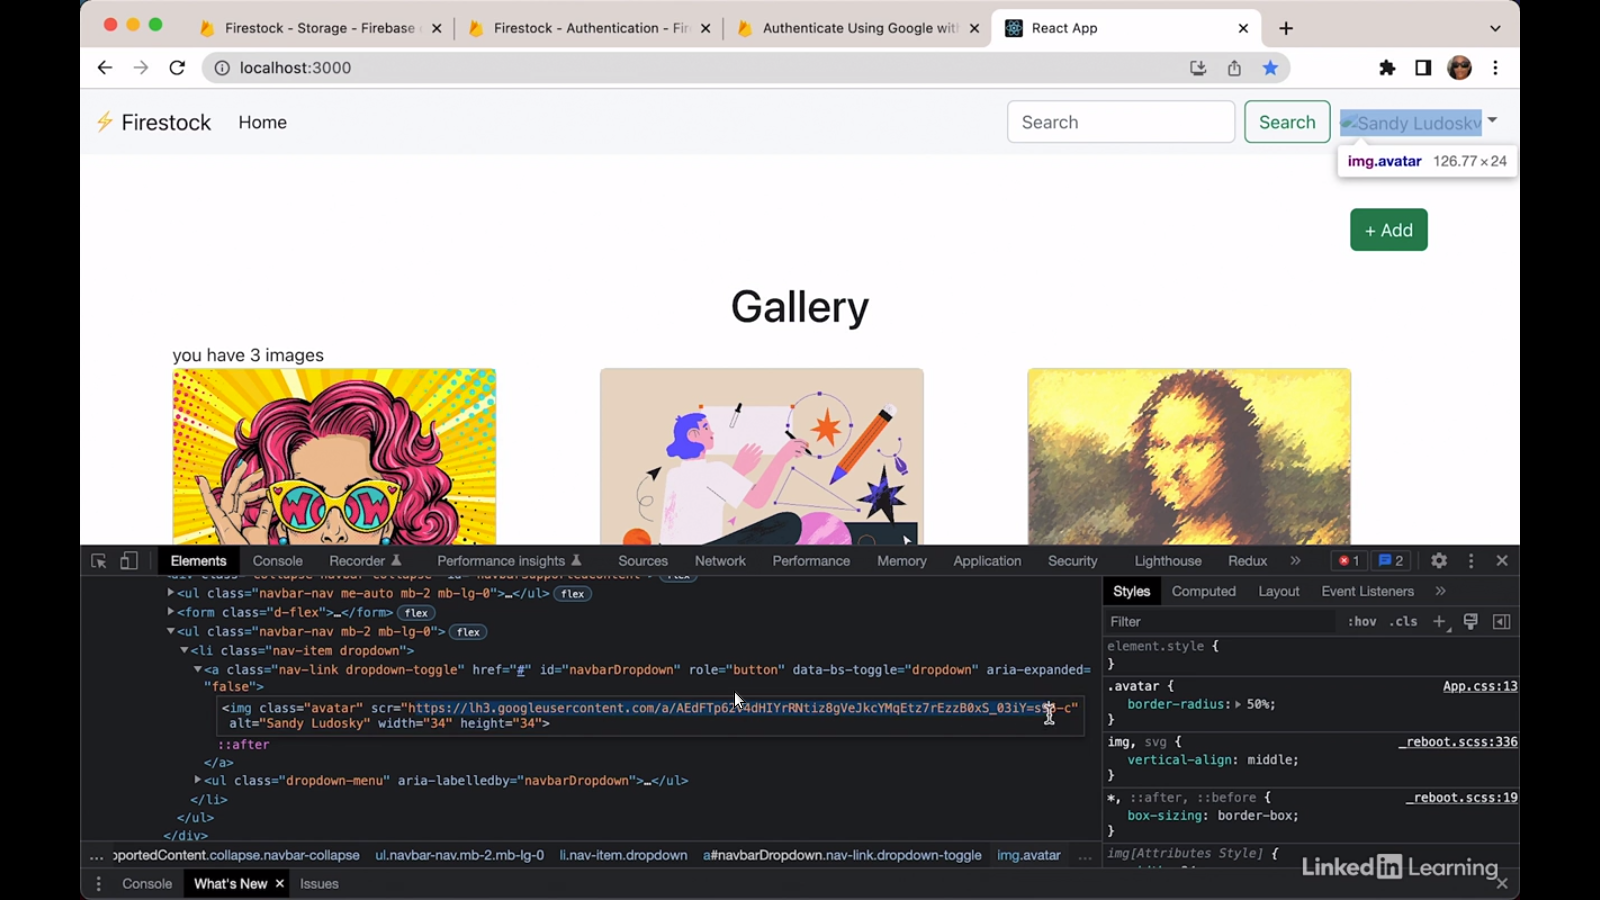 Firestock - Storage - Firebase
Firestock - Authentication - Fir
Authenticate Using Google with
React App
localhost:3000
Firestock
Home
Search
Search
Sandy Ludosky
img.avatar 126.77×24
+ Add
Gallery
you have 3 images
WOW
Elements Console Recorder Performance insights Sources Network Performance Memory Application Security Lighthouse Redux » 1 2
<ul class="navbar-nav me-auto mb-2 mb-lg-0">…</ul> flex
<form class="d-flex">…</form> flex
<ul class="navbar-nav mb-2 mb-lg-0"> flex
<li class="nav-item dropdown">
<a class="nav-link dropdown-toggle" href="#" id="navbarDropdown" role="button" data-bs-toggle="dropdown" aria-expanded=
"false">
<img class="avatar" scr="https://lh3.googleusercontent.com/a/
alt="Sandy Ludosky" width="34" height="34">
::after
</a>
<ul class="dropdown-menu" aria-labelledby="navbarDropdown">…</ul>
</li>
</ul>
</div>
… pportedContent.collapse.navbar-collapse ul.navbar-nav.mb-2.mb-lg-0 li.nav-item.dropdown a#navbarDropdown.nav-link.dropdown-toggle img.avatar …
Console What's New × Issues
Styles Computed Layout Event Listeners »
Filter :hov .cls +
element.style {
}
.avatar { App.css:13
border-radius: 50%;
}
img, svg { _reboot.scss:336
vertical-align: middle;
}
*, ::after, ::before { _reboot.scss:19
box-sizing: border-box;
}
img[Attributes Style] {
LinkedIn Learning